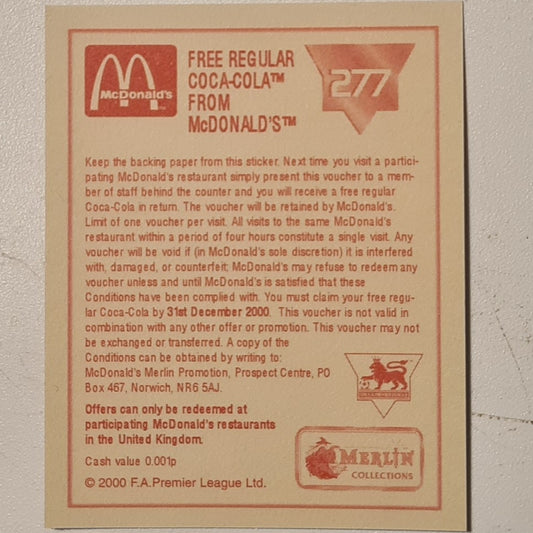 McDonald's™
FREE REGULAR
COCA-COLA™
FROM
McDONALD'S™
277
Keep the backing paper from this sticker. Next time you visit a partici-
pating McDonald's restaurant simply present this voucher to a mem-
ber of staff behind the counter and you will receive a free regular
Coca-Cola in return. The voucher will be retained by McDonald's.
Limit of one voucher per visit. All visits to the same McDonald's
restaurant within a period of four hours constitute a single visit. Any
voucher will be void if (in McDonald's sole discretion) it is interfered
with, damaged, or counterfeit; McDonald's may refuse to redeem any
voucher unless and until McDonald's is satisfied that these
Conditions have been complied with. You must claim your free regu-
lar Coca-Cola by 31st December 2000. This voucher is not valid in
combination with any other offer or promotion. This voucher may not
be exchanged or transferred. A copy of the
Conditions can be obtained by writing to:
McDonald's Merlin Promotion, Prospect Centre, PO
Box 467, Norwich, NR6 5AJ.
Offers can only be redeemed at
participating McDonald's restaurants
in the United Kingdom.
Cash value 0.001p
© 2000 F.A.Premier League Ltd.
MERLIN
COLLECTIONS